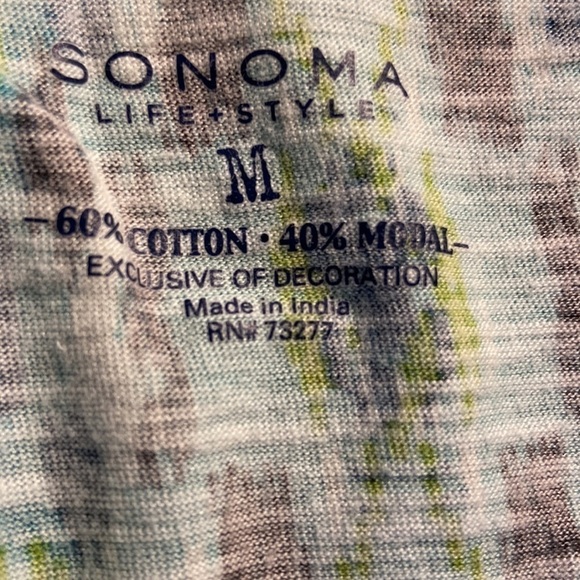 SONOMA
LIFE+STYLE
M
-60% COTTON • 40% MODAL-
EXCLUSIVE OF DECORATION
Made in India
RN# 73277